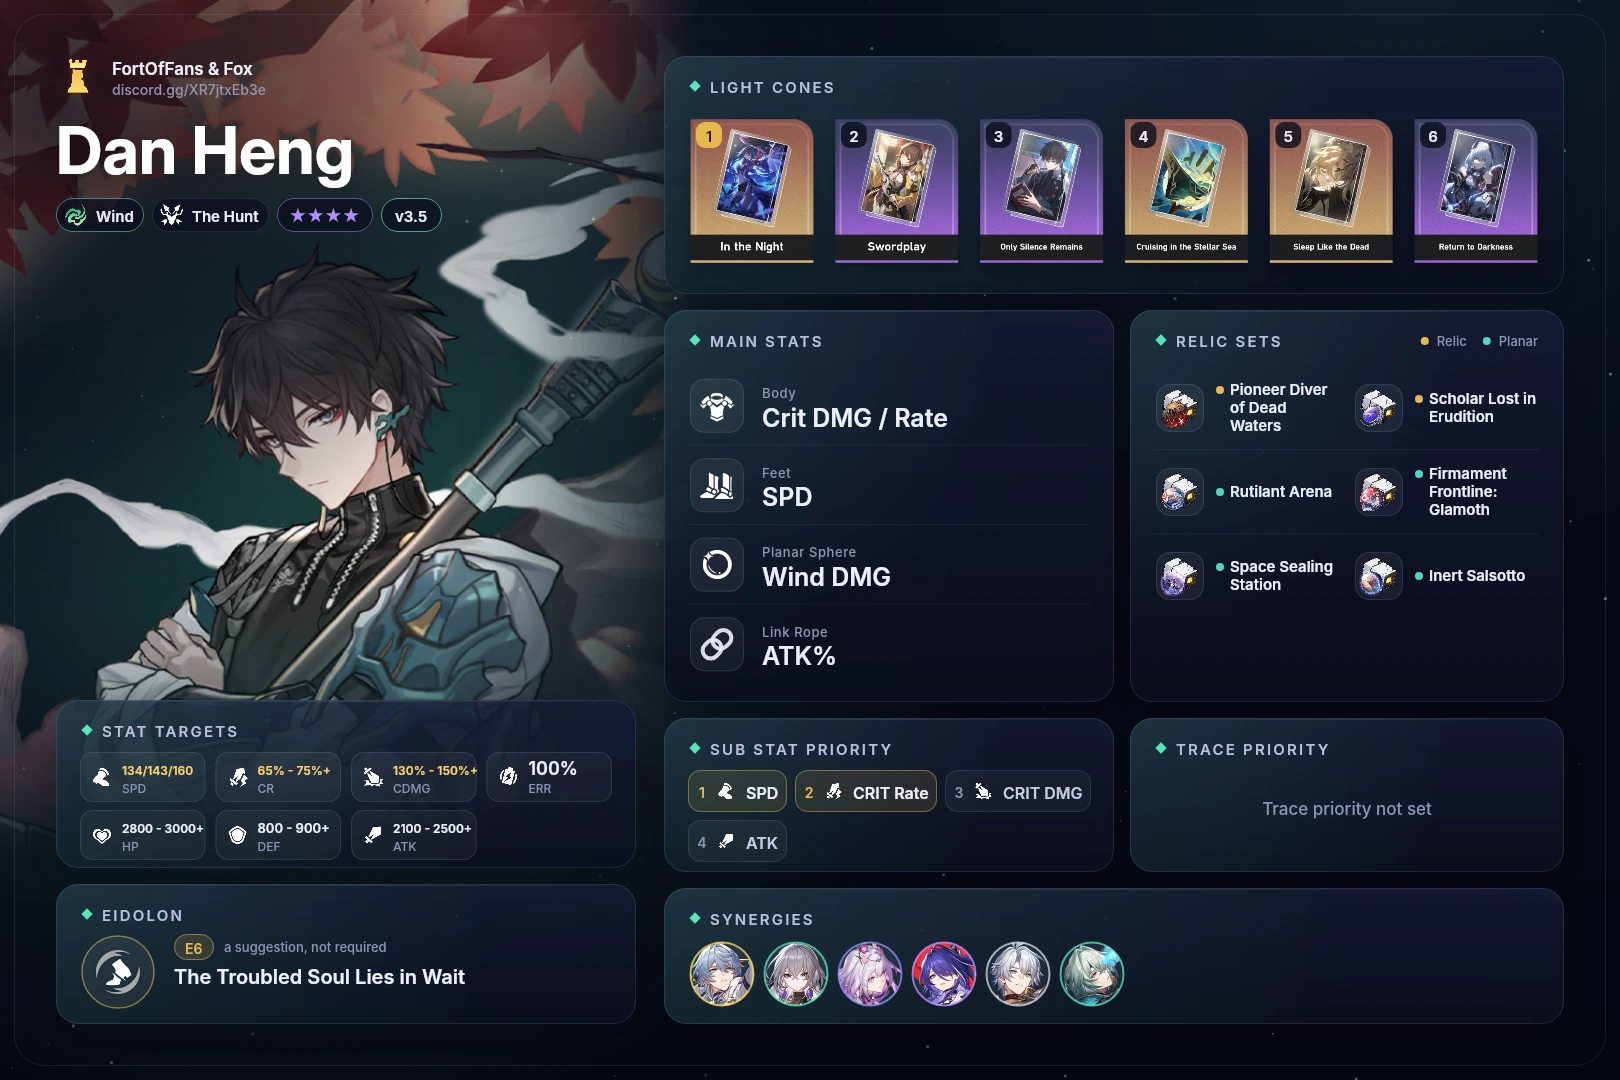 FortOfFans & Fox
discord.gg/XR7jtxEb3e
Dan Heng
Wind
The Hunt
★★★★
v3.5
LIGHT CONES
1
2
3
4
5
6
In the Night
Swordplay
Only Silence Remains
Cruising in the Stellar Sea
Sleep Like the Dead
Return to Darkness
MAIN STATS
Body
Crit DMG / Rate
Feet
SPD
Planar Sphere
Wind DMG
Link Rope
ATK%
RELIC SETS
Relic
Planar
Pioneer Diver
of Dead
Waters
Scholar Lost in
Erudition
Rutilant Arena
Firmament
Frontline:
Glamoth
Space Sealing
Station
Inert Salsotto
STAT TARGETS
134/143/160
SPD
65% - 75%+
CR
130% - 150%+
CDMG
100%
ERR
2800 - 3000+
HP
800 - 900+
DEF
2100 - 2500+
ATK
SUB STAT PRIORITY
1 SPD
2 CRIT Rate
3 CRIT DMG
4 ATK
TRACE PRIORITY
Trace priority not set
EIDOLON
E6
a suggestion, not required
The Troubled Soul Lies in Wait
SYNERGIES